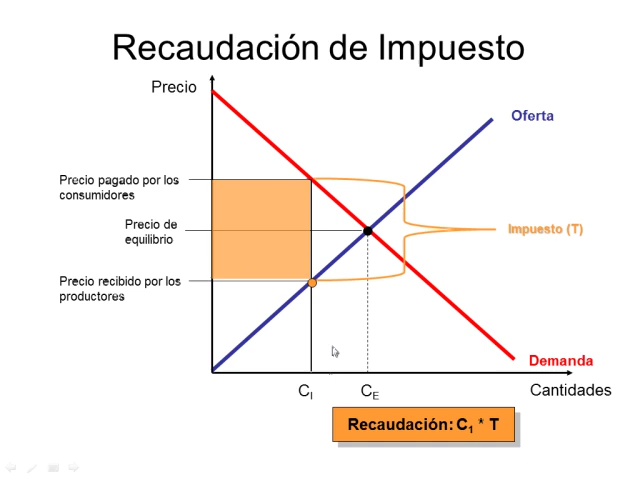 Recaudación de Impuesto
Precio
Oferta
Precio pagado por los
consumidores
Precio de
equilibrio
Impuesto (T)
Precio recibido por los
productores
Demanda
CI
CE
Cantidades
Recaudación: C1 * T